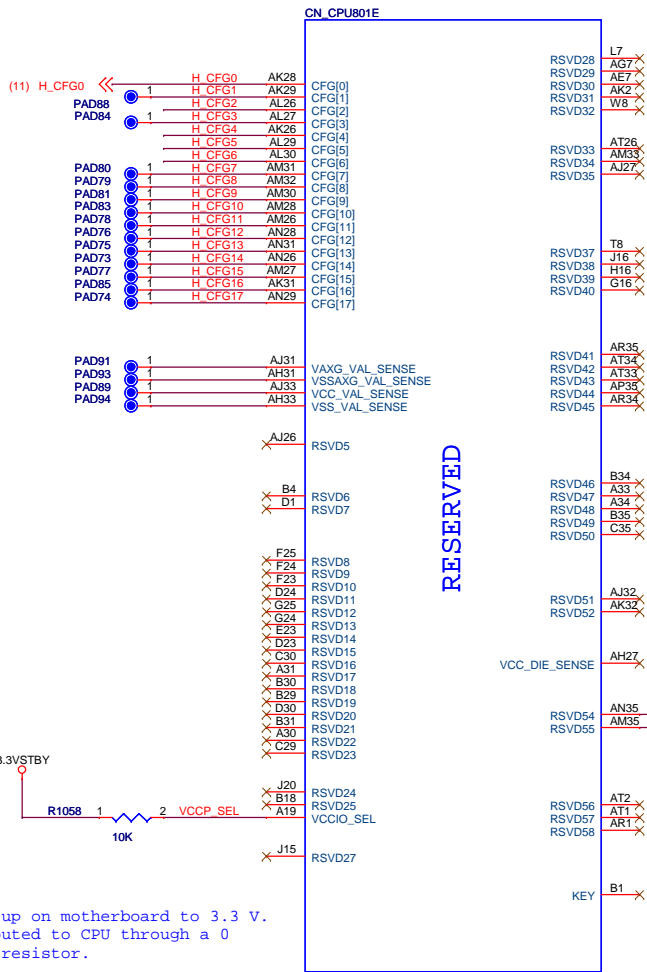 CN_CPU801E
(11) H_CFG0 H_CFG0 AK28 CFG[0]
PAD88 1 H_CFG1 AK29 CFG[1]
H_CFG2 AL26 CFG[2]
PAD84 1 H_CFG3 AL27 CFG[3]
H_CFG4 AK26 CFG[4]
H_CFG5 AL29 CFG[5]
H_CFG6 AL30 CFG[6]
PAD80 1 H_CFG7 AM31 CFG[7]
PAD79 1 H_CFG8 AM32 CFG[8]
PAD81 1 H_CFG9 AM30 CFG[9]
PAD83 1 H_CFG10 AM28 CFG[10]
PAD78 1 H_CFG11 AM26 CFG[11]
PAD76 1 H_CFG12 AN28 CFG[12]
PAD75 1 H_CFG13 AN31 CFG[13]
PAD73 1 H_CFG14 AN26 CFG[14]
PAD77 1 H_CFG15 AM27 CFG[15]
PAD85 1 H_CFG16 AK31 CFG[16]
PAD74 1 H_CFG17 AN29 CFG[17]
PAD91 1 AJ31 VAXG_VAL_SENSE
PAD93 1 AH31 VSSAXG_VAL_SENSE
PAD89 1 AJ33 VCC_VAL_SENSE
PAD94 1 AH33 VSS_VAL_SENSE
AJ26 RSVD5
B4 RSVD6
D1 RSVD7
F25 RSVD8
F24 RSVD9
F23 RSVD10
D24 RSVD11
G25 RSVD12
G24 RSVD13
E23 RSVD14
D23 RSVD15
C30 RSVD16
A31 RSVD17
B30 RSVD18
B29 RSVD19
D30 RSVD20
B31 RSVD21
A30 RSVD22
C29 RSVD23
J20 RSVD24
B18 RSVD25
3.3VSTBY
R1058 1 2 VCCP_SEL A19 VCCIO_SEL
10K
J15 RSVD27
RESERVED
RSVD28 L7
RSVD29 AG7
RSVD30 AE7
RSVD31 AK2
RSVD32 W8
RSVD33 AT26
RSVD34 AM33
RSVD35 AJ27
RSVD37 T8
RSVD38 J16
RSVD39 H16
RSVD40 G16
RSVD41 AR35
RSVD42 AT34
RSVD43 AT33
RSVD44 AP35
RSVD45 AR34
RSVD46 B34
RSVD47 A33
RSVD48 A34
RSVD49 B35
RSVD50 C35
RSVD51 AJ32
RSVD52 AK32
VCC_DIE_SENSE AH27
RSVD54 AN35
RSVD55 AM35
RSVD56 AT2
RSVD57 AT1
RSVD58 AR1
KEY B1
up on motherboard to 3.3 V.
uted to CPU through a 0
resistor.